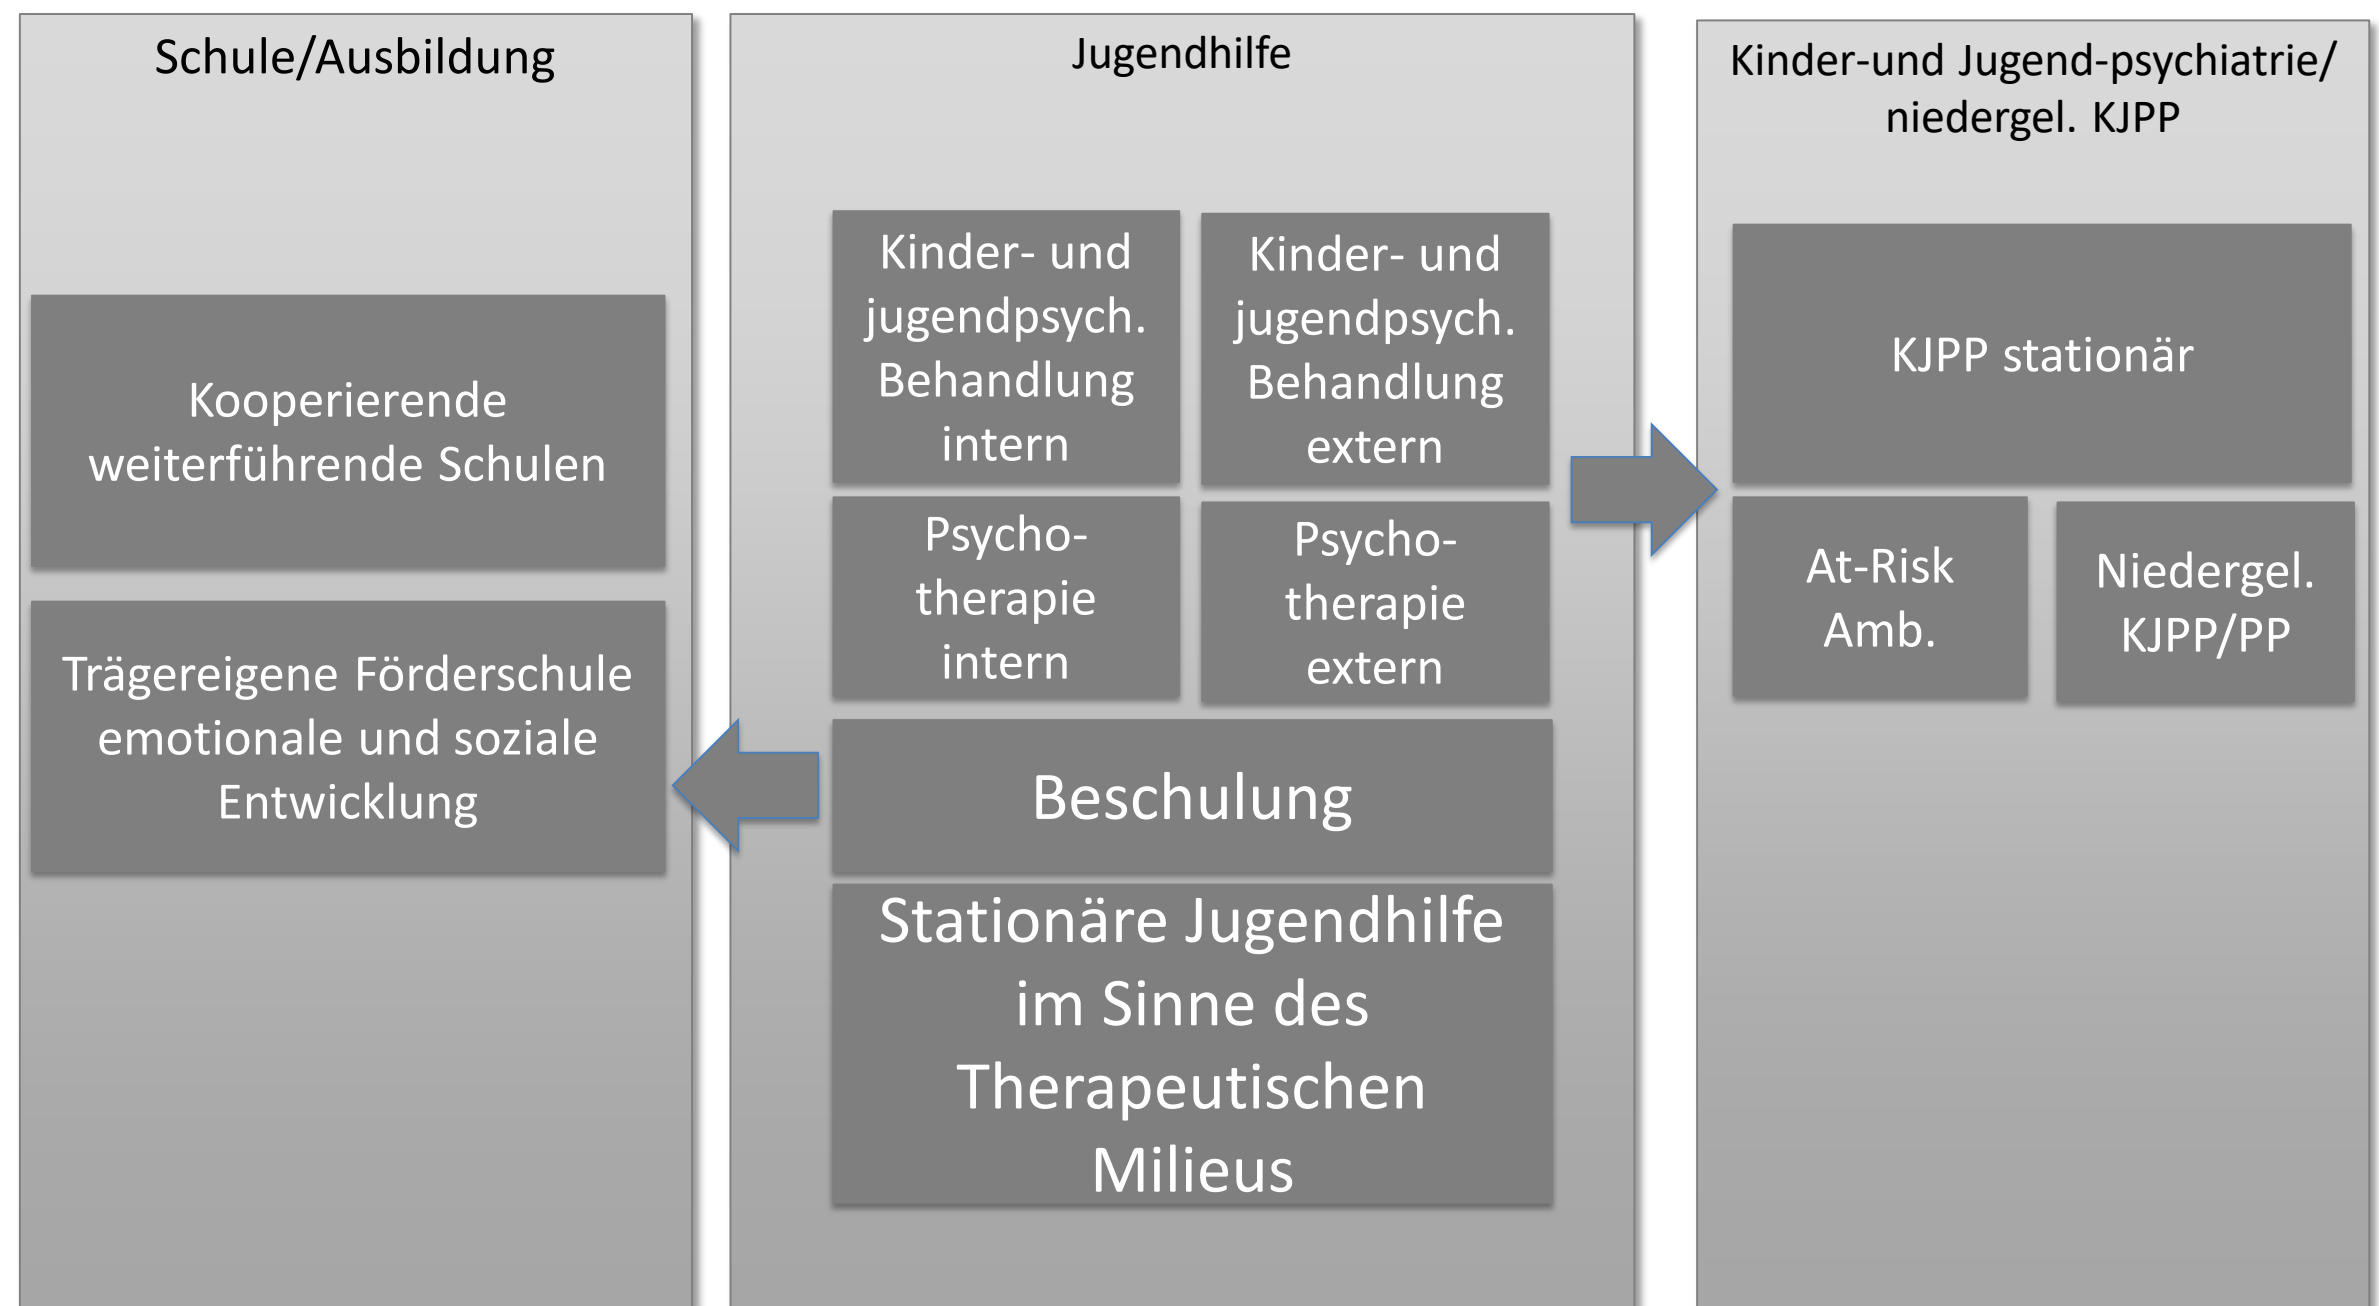 Schule/Ausbildung
Kooperierende
weiterführende Schulen
Trägereigene Förderschule
emotionale und soziale
Entwicklung
Jugendhilfe
Kinder- und
jugendpsych.
Behandlung
intern
Kinder- und
jugendpsych.
Behandlung
extern
Psycho-
therapie
intern
Psycho-
therapie
extern
Beschulung
Stationäre Jugendhilfe
im Sinne des
Therapeutischen
Milieus
Kinder-und Jugend-psychiatrie/
niedergel. KJPP
KJPP stationär
At-Risk
Amb.
Niedergel.
KJPP/PP